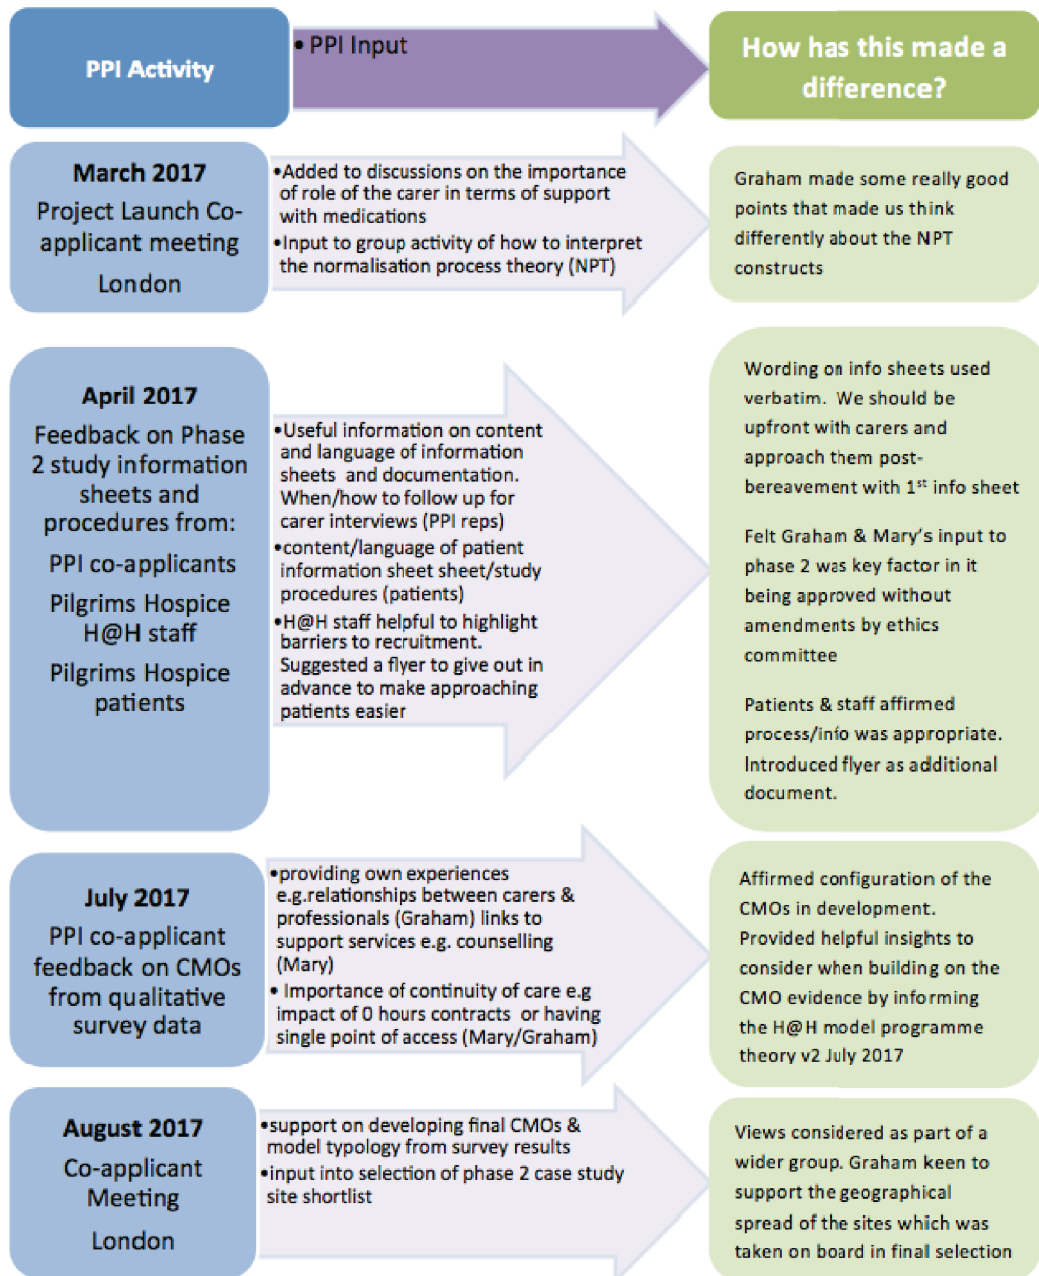 PPI Activity
• PPI Input
How has this made a
difference?
March 2017
Project Launch Co-
applicant meeting
London
•Added to discussions on the importance
of role of the carer in terms of support
with medications
•Input to group activity of how to interpret
the normalisation process theory (NPT)
Graham made some really good
points that made us think
differently about the NPT
constructs
April 2017
Feedback on Phase
2 study information
sheets and
procedures from:
PPI co-applicants
Pilgrims Hospice
H@H staff
Pilgrims Hospice
patients
•Useful information on content
and language of information
sheets and documentation.
When/how to follow up for
carer interviews (PPI reps)
•content/language of patient
information sheet sheet/study
procedures (patients)
•H@H staff helpful to highlight
barriers to recruitment.
Suggested a flyer to give out in
advance to make approaching
patients easier
Wording on info sheets used
verbatim. We should be
upfront with carers and
approach them post-
bereavement with 1st info sheet
Felt Graham & Mary's input to
phase 2 was key factor in it
being approved without
amendments by ethics
committee
Patients & staff affirmed
process/info was appropriate.
Introduced flyer as additional
document.
July 2017
PPI co-applicant
feedback on CMOs
from qualitative
survey data
•providing own experiences
e.g.relationships between carers &
professionals (Graham) links to
support services e.g. counselling
(Mary)
• Importance of continuity of care e.g
impact of 0 hours contracts or having
single point of access (Mary/Graham)
Affirmed configuration of the
CMOs in development.
Provided helpful insights to
consider when building on the
CMO evidence by informing
the H@H model programme
theory v2 July 2017
August 2017
Co-applicant
Meeting
London
•support on developing final CMOs &
model typology from survey results
•input into selection of phase 2 case study
site shortlist
Views considered as part of a
wider group. Graham keen to
support the geographical
spread of the sites which was
taken on board in final selection